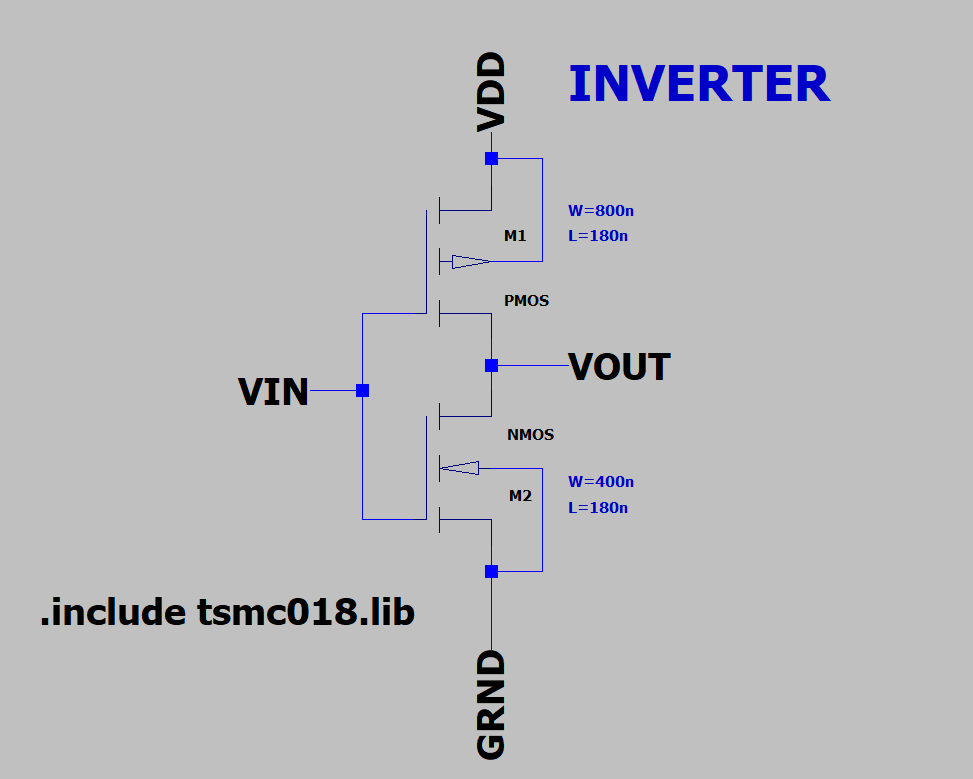 VDD
INVERTER
W=800n
M1
L=180n
PMOS
VOUT
VIN
NMOS
W=400n
M2
L=180n
.include tsmc018.lib
GRND